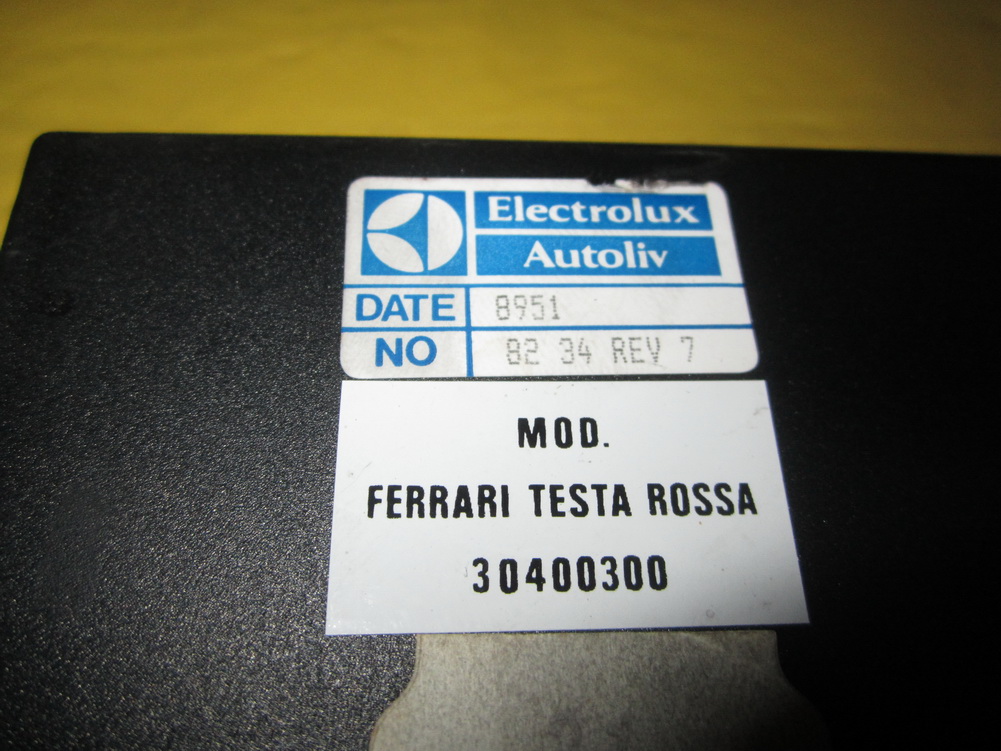 Electrolux
Autoliv
DATE 8951
NO 82 34 REV 7
MOD.
FERRARI TESTA ROSSA
30400300